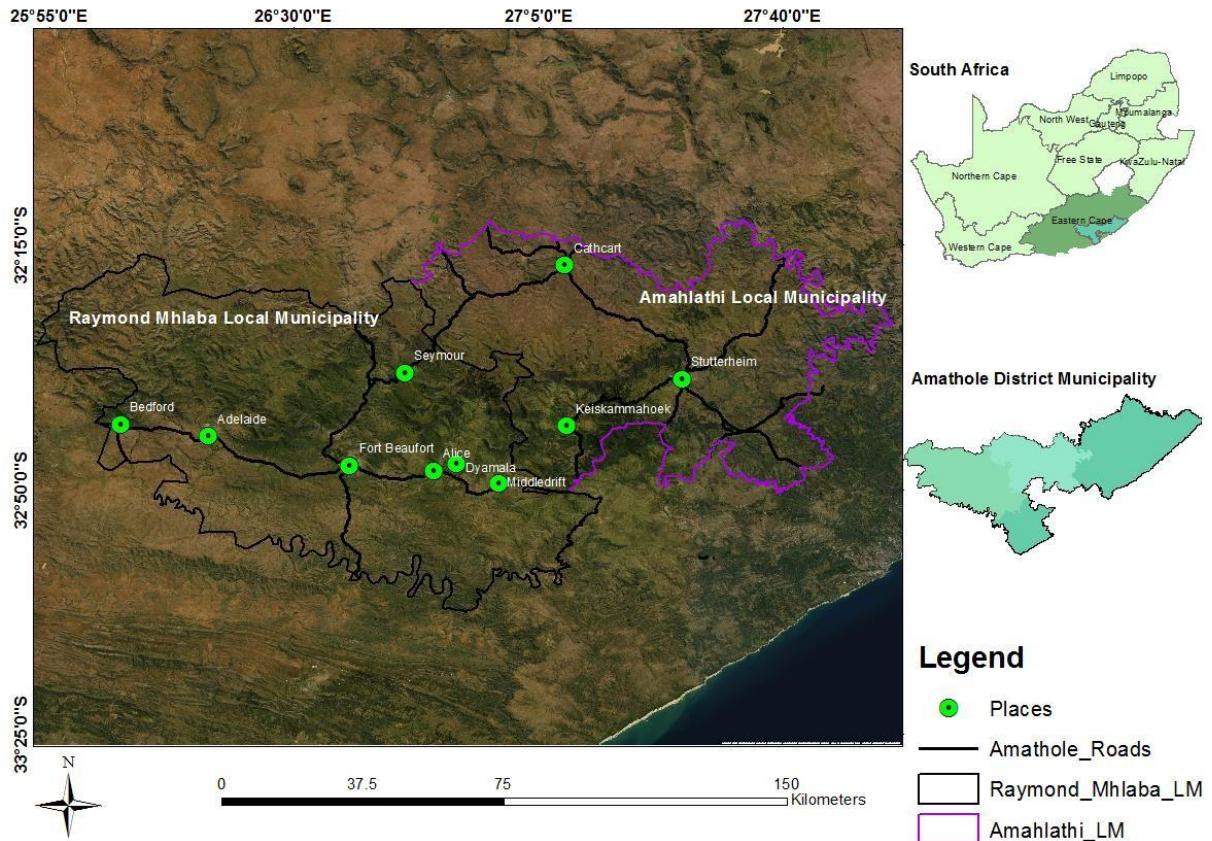 25°55'0"E
26°30'0"E
27°5'0"E
27°40'0"E
32°15'0"S
32°50'0"S
33°25'0"S
Cathcart
Raymond Mhlaba Local Municipality
Amahlathi Local Municipality
Seymour
Stutterheim
Bedford
Adelaide
Keiskammahoek
Fort Beaufort
Alice
Dyamala
Middledrift
N
0
37.5
75
150
Kilometers
South Africa
Limpopo
North West
Mpumalanga
Gauteng
Free State
KwaZulu-Natal
Northern Cape
Eastern Cape
Western Cape
Amathole District Municipality
Legend
Places
Amathole_Roads
Raymond_Mhlaba_LM
Amahlathi_LM